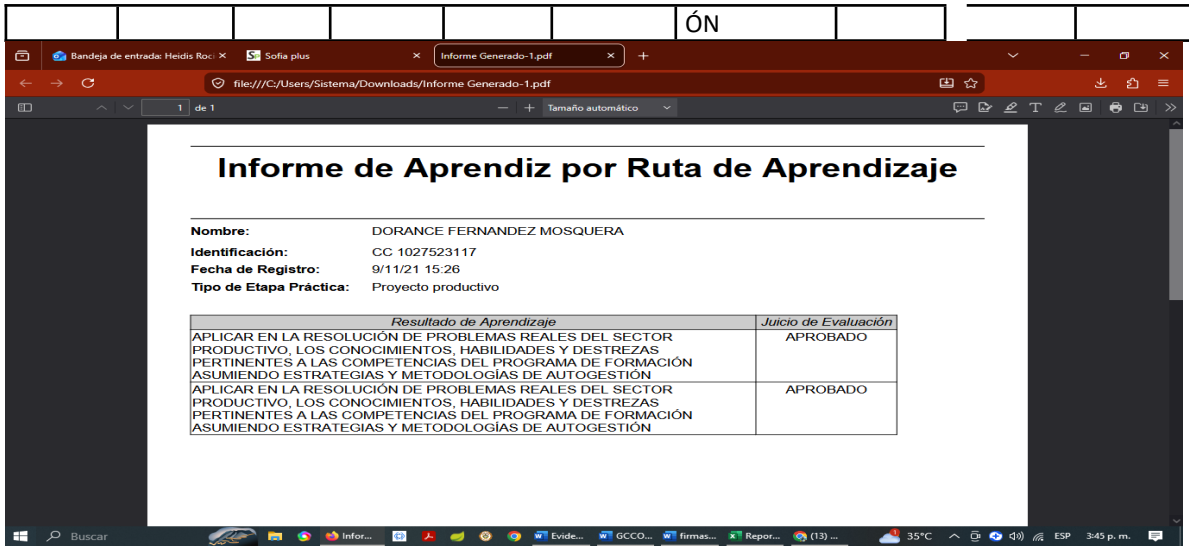 ÓN
Bandeja de entrada: Heidis Roci
Sofia plus
Informe Generado-1.pdf
file:///C:/Users/Sistema/Downloads/Informe Generado-1.pdf
1 de 1
Tamaño automático
Informe de Aprendiz por Ruta de Aprendizaje
Nombre: DORANCE FERNANDEZ MOSQUERA
Identificación: CC 1027523117
Fecha de Registro: 9/11/21 15:26
Tipo de Etapa Práctica: Proyecto productivo
Resultado de Aprendizaje Juicio de Evaluación
APLICAR EN LA RESOLUCIÓN DE PROBLEMAS REALES DEL SECTOR APROBADO
PRODUCTIVO, LOS CONOCIMIENTOS, HABILIDADES Y DESTREZAS
PERTINENTES A LAS COMPETENCIAS DEL PROGRAMA DE FORMACIÓN
ASUMIENDO ESTRATEGIAS Y METODOLOGÍAS DE AUTOGESTIÓN
APLICAR EN LA RESOLUCIÓN DE PROBLEMAS REALES DEL SECTOR APROBADO
PRODUCTIVO, LOS CONOCIMIENTOS, HABILIDADES Y DESTREZAS
PERTINENTES A LAS COMPETENCIAS DEL PROGRAMA DE FORMACIÓN
ASUMIENDO ESTRATEGIAS Y METODOLOGÍAS DE AUTOGESTIÓN
Buscar
Infor...
Evide...
GCCO...
firmas...
Repor...
(13) ...
35°C
ESP
3:45 p. m.